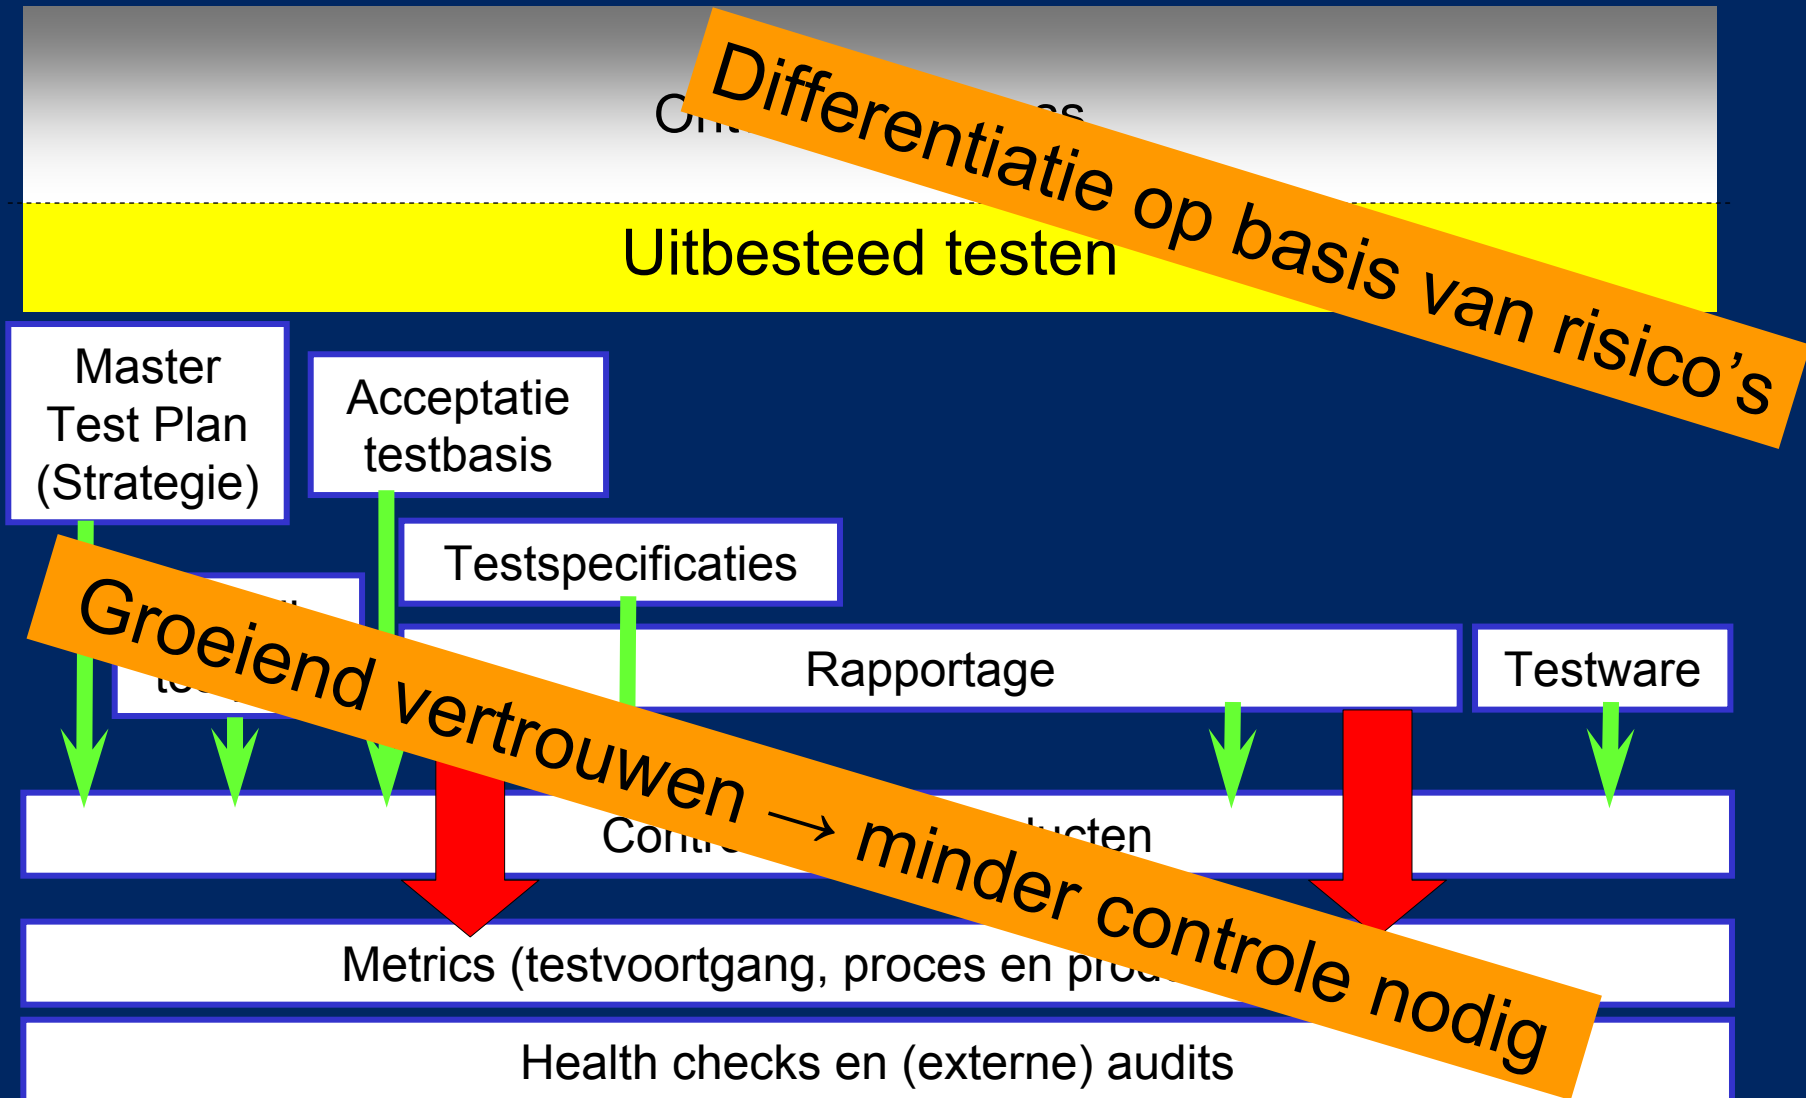 Differentiatie op basis van risico’s
Uitbesteed testen
Master
Test Plan
(Strategie)
Acceptatie
testbasis
Testspecificaties
Groeiend vertrouwen → minder controle nodig
Rapportage
Testware
Metrics (testvoortgang, proces en
Health checks en (externe) audits